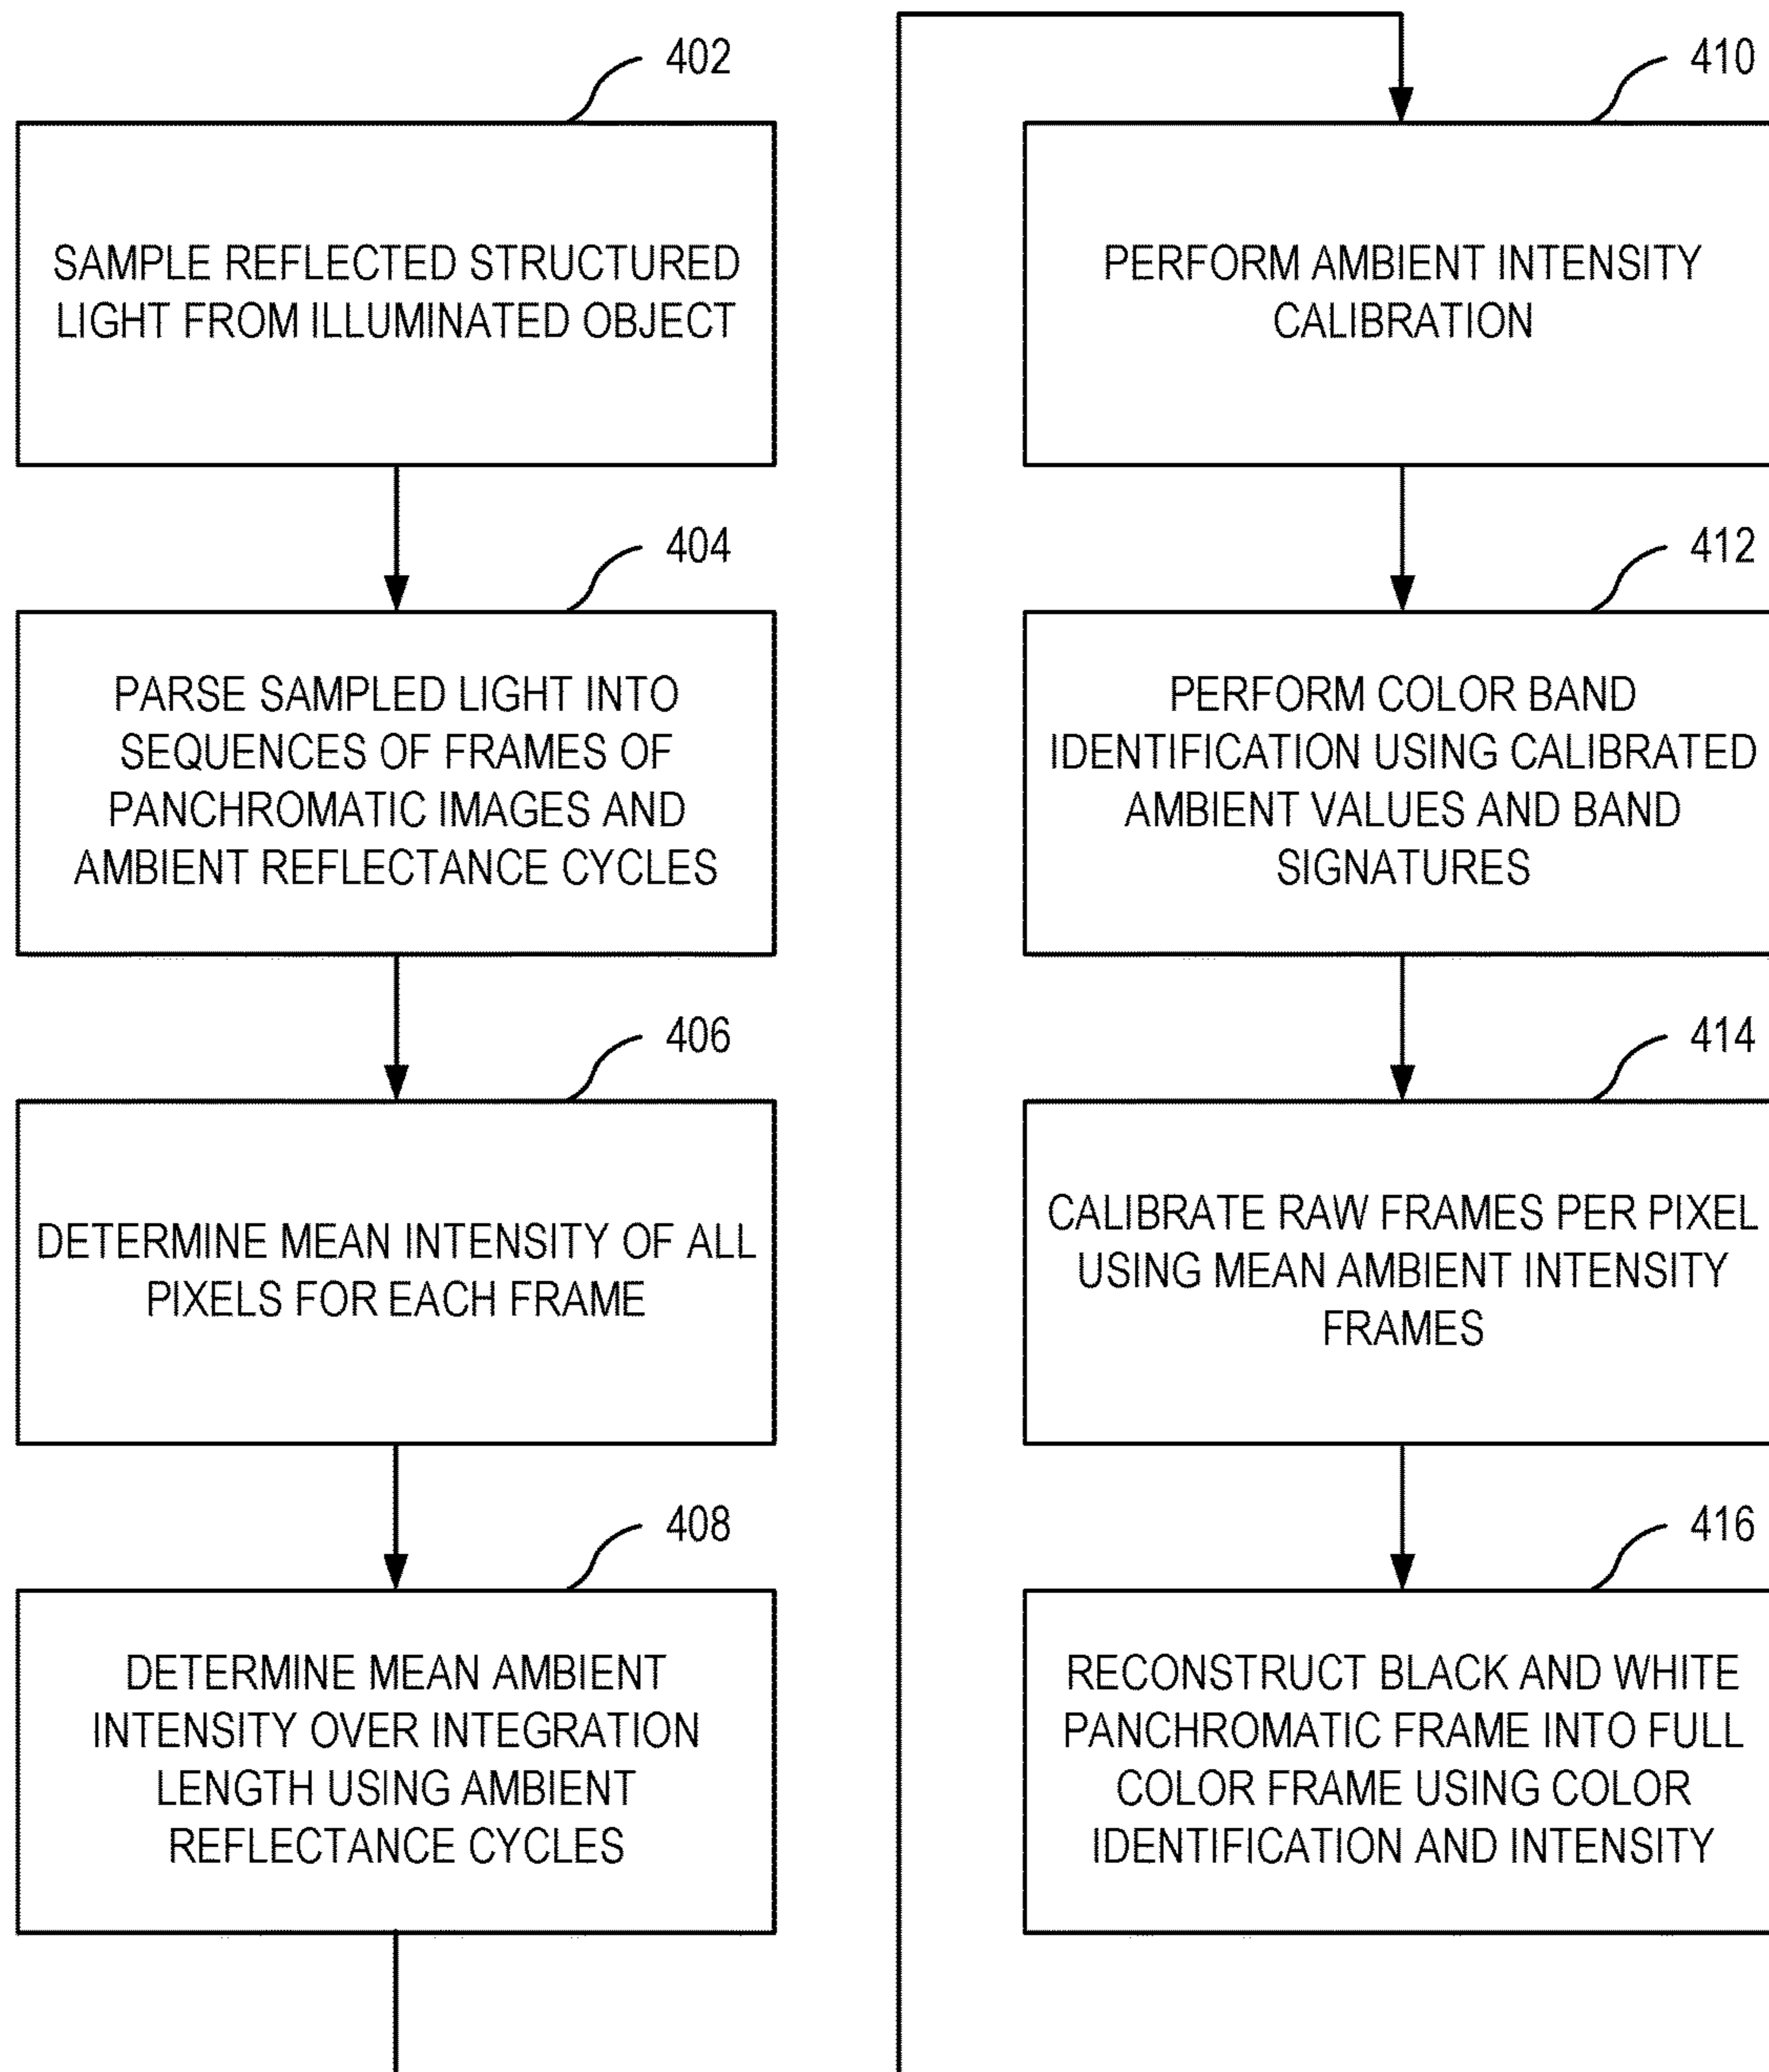 402
SAMPLE REFLECTED STRUCTURED
LIGHT FROM ILLUMINATED OBJECT
404
PARSE SAMPLED LIGHT INTO
SEQUENCES OF FRAMES OF
PANCHROMATIC IMAGES AND
AMBIENT REFLECTANCE CYCLES
406
DETERMINE MEAN INTENSITY OF ALL
PIXELS FOR EACH FRAME
408
DETERMINE MEAN AMBIENT
INTENSITY OVER INTEGRATION
LENGTH USING AMBIENT
REFLECTANCE CYCLES
410
PERFORM AMBIENT INTENSITY
CALIBRATION
412
PERFORM COLOR BAND
IDENTIFICATION USING CALIBRATED
AMBIENT VALUES AND BAND
SIGNATURES
414
CALIBRATE RAW FRAMES PER PIXEL
USING MEAN AMBIENT INTENSITY
FRAMES
416
RECONSTRUCT BLACK AND WHITE
PANCHROMATIC FRAME INTO FULL
COLOR FRAME USING COLOR
IDENTIFICATION AND INTENSITY